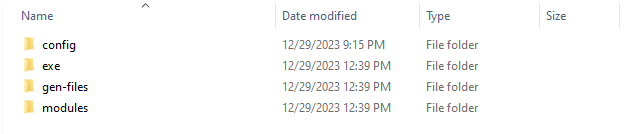 Name Date modified Type Size
config 12/29/2023 9:15 PM File folder
exe 12/29/2023 12:39 PM File folder
gen-files 12/29/2023 12:39 PM File folder
modules 12/29/2023 12:39 PM File folder